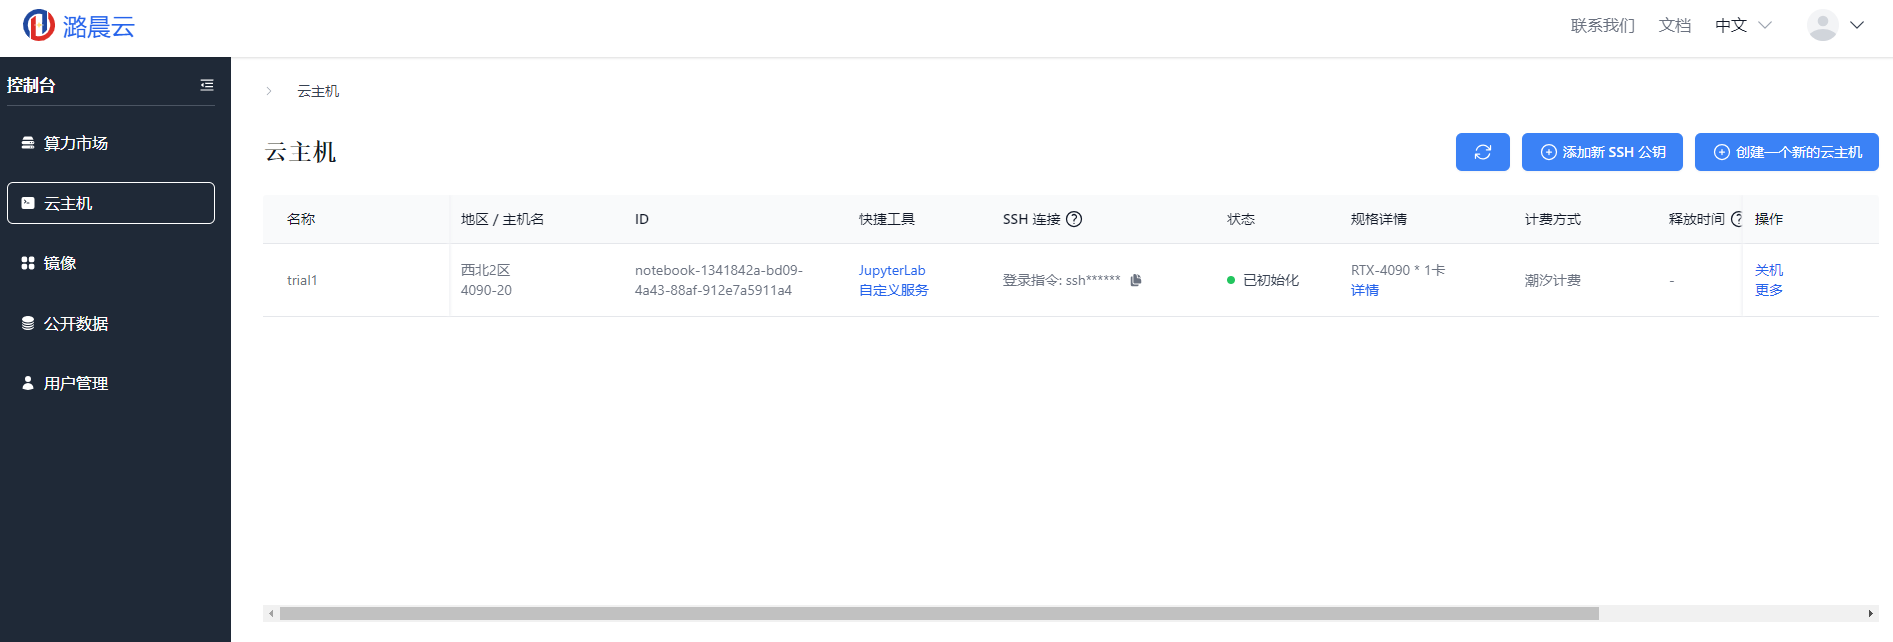 潞晨云
联系我们 文档 中文
控制台
算力市场
云主机
镜像
公开数据
用户管理
云主机
云主机
添加新 SSH 公钥 创建一个新的云主机
名称 地区 / 主机名 ID 快捷工具 SSH 连接 状态 规格详情 计费方式 释放时间 操作
trial1 西北2区 4090-20 notebook-1341842a-bd09-4a43-88af-912e7a5911a4 JupyterLab 自定义服务 登录指令: ssh****** 已初始化 RTX-4090 * 1卡 详情 潮汐计费 - 关机 更多